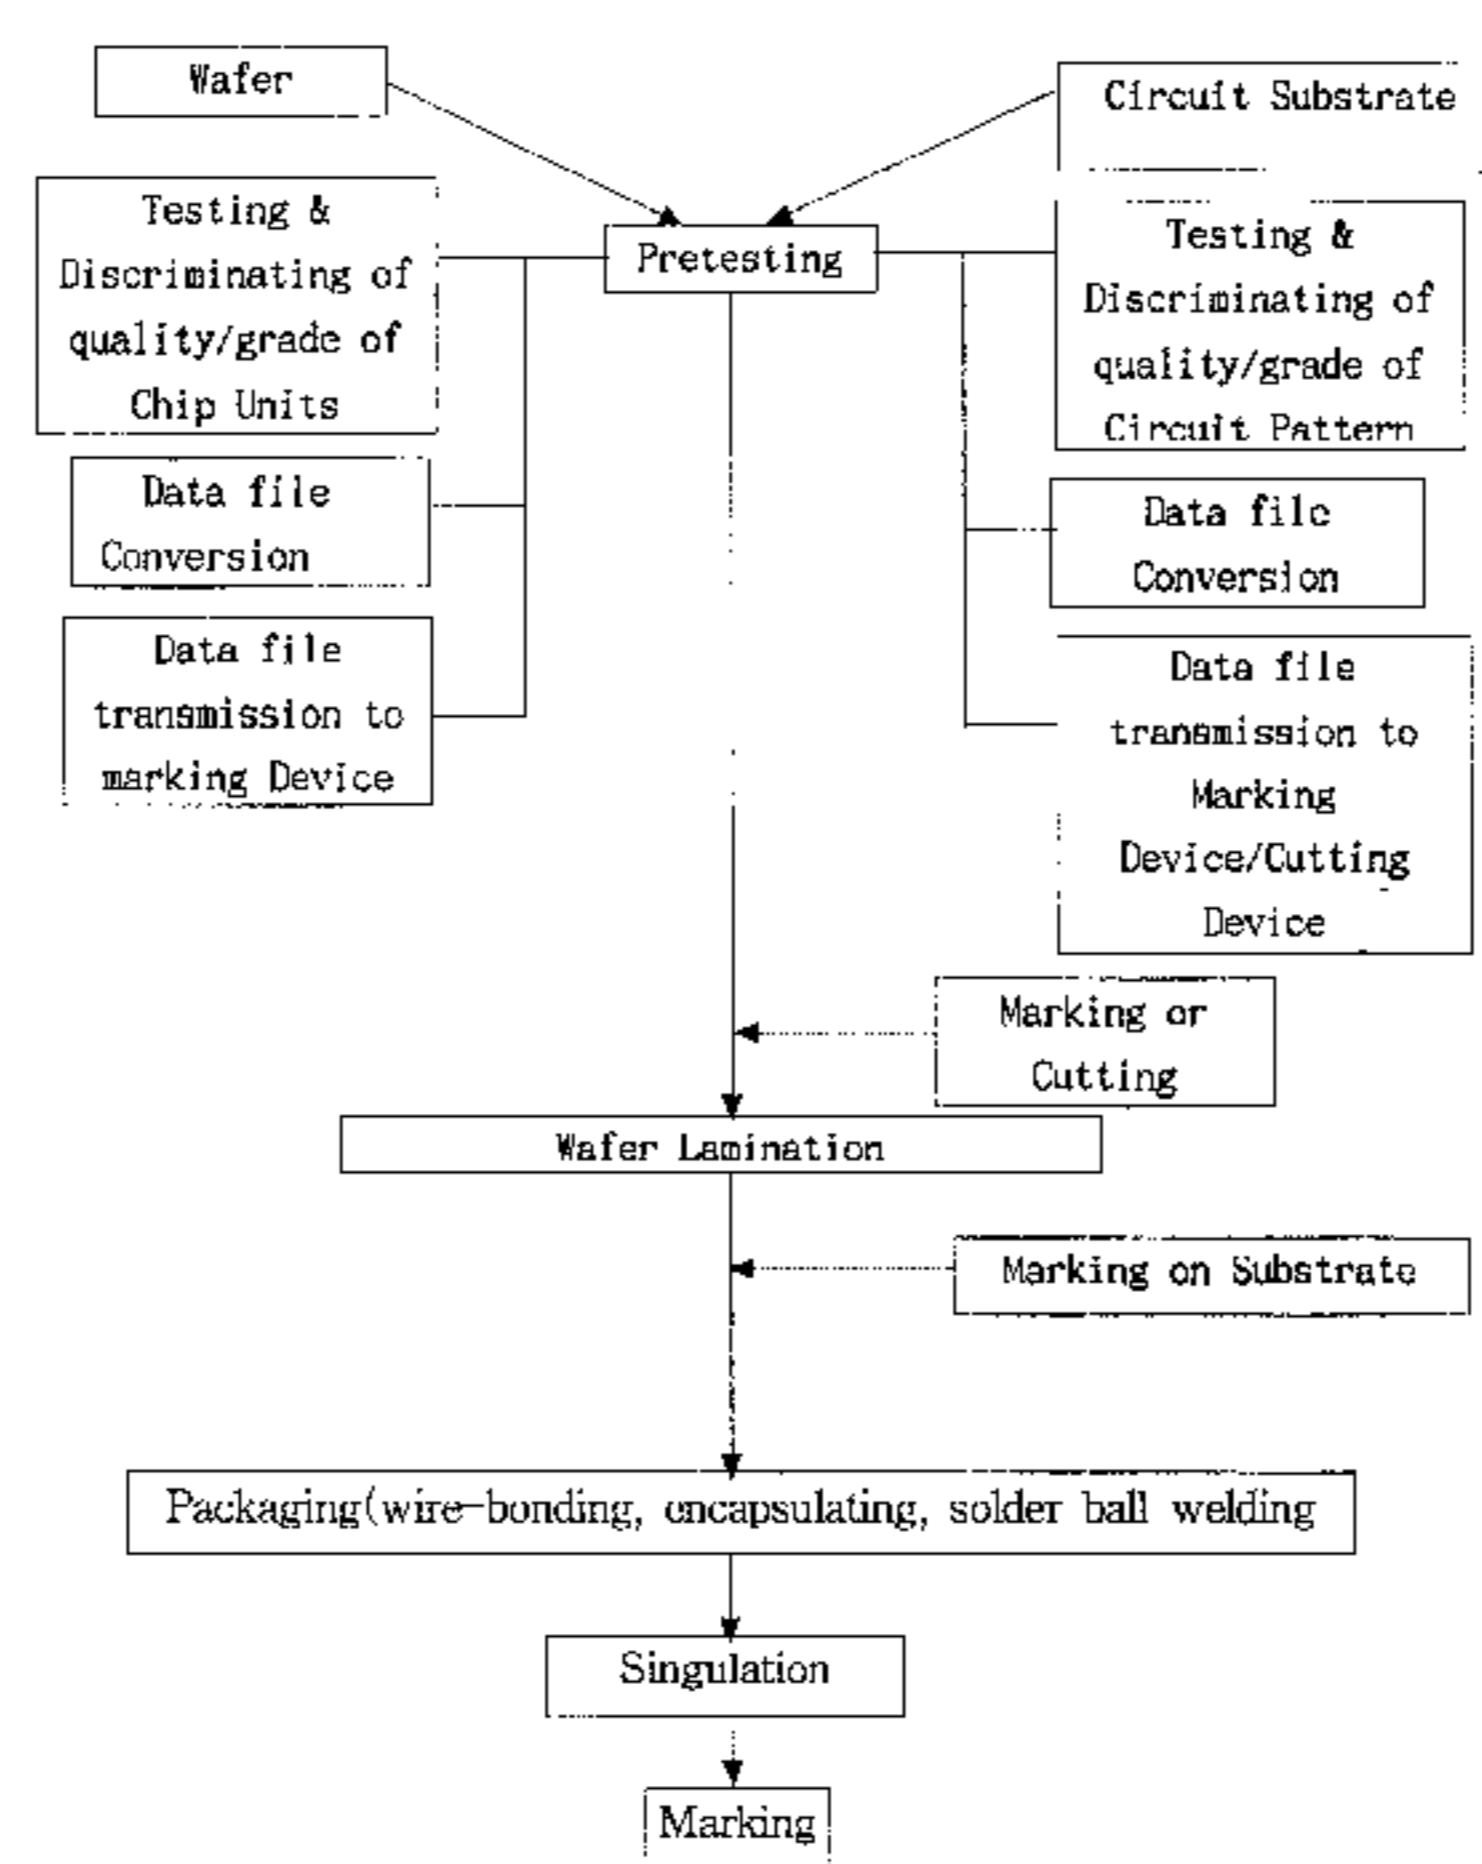 Wafer
Circuit Substrate
Testing &
Discriminating of
quality/grade of
Chip Units
Pretesting
Testing &
Discriminating of
quality/grade of
Circuit Pattern
Data file
Conversion
Data file
Conversion
Data file
transmission to
marking Device
Data file
transmission to
Marking
Device/Cutting
Device
Marking or
Cutting
Wafer Lamination
Marking on Substrate
Packaging(wire-bonding, encapsulating, solder ball welding
Singulation
Marking